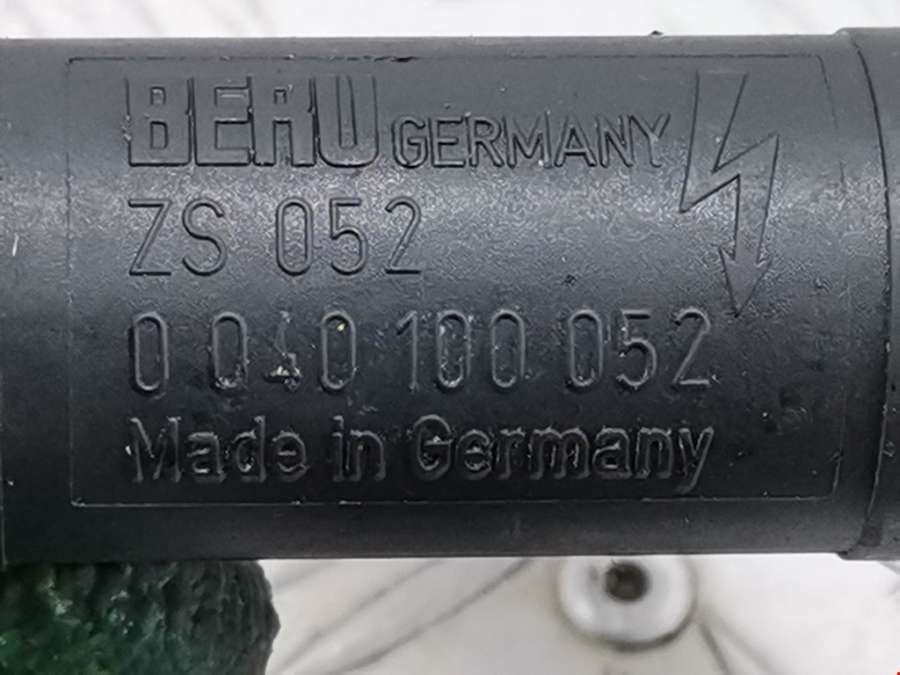 BERU GERMANY
ZS 052
0 040 100 052
Made in Germany